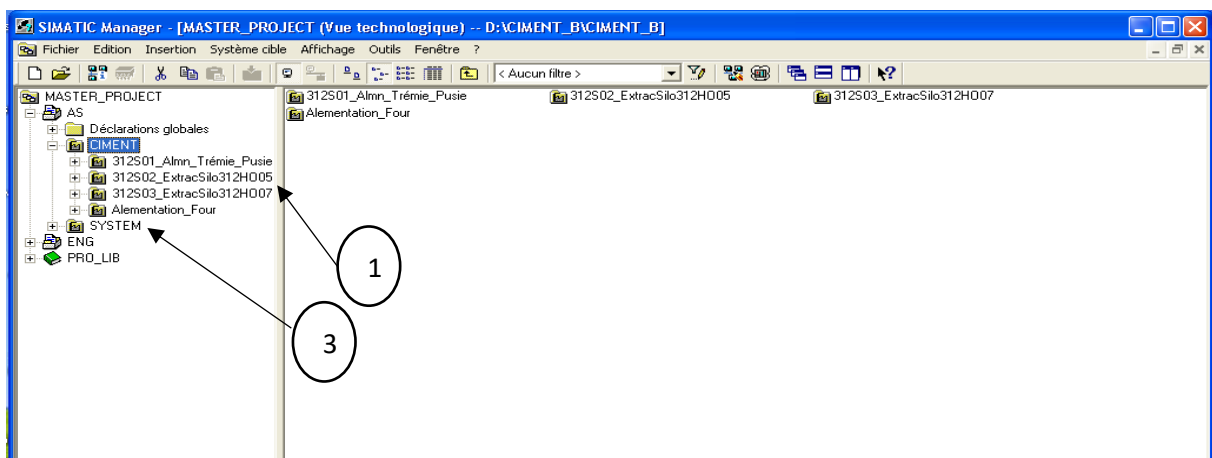 SIMATIC Manager - [MASTER_PROJECT (Vue technologique) -- D:\CIMENT_B\CIMENT_B]
Fichier Edition Insertion Système cible Affichage Outils Fenêtre ?
< Aucun filtre >
MASTER_PROJECT
AS
Déclarations globales
CIMENT
312S01_Almn_Trémie_Pusie
312S02_ExtracSilo312HO05
312S03_ExtracSilo312HO07
Alementation_Four
SYSTEM
ENG
PRO_LIB
312S01_Almn_Trémie_Pusie 312S02_ExtracSilo312HO05 312S03_ExtracSilo312HO07
Alementation_Four
1
3